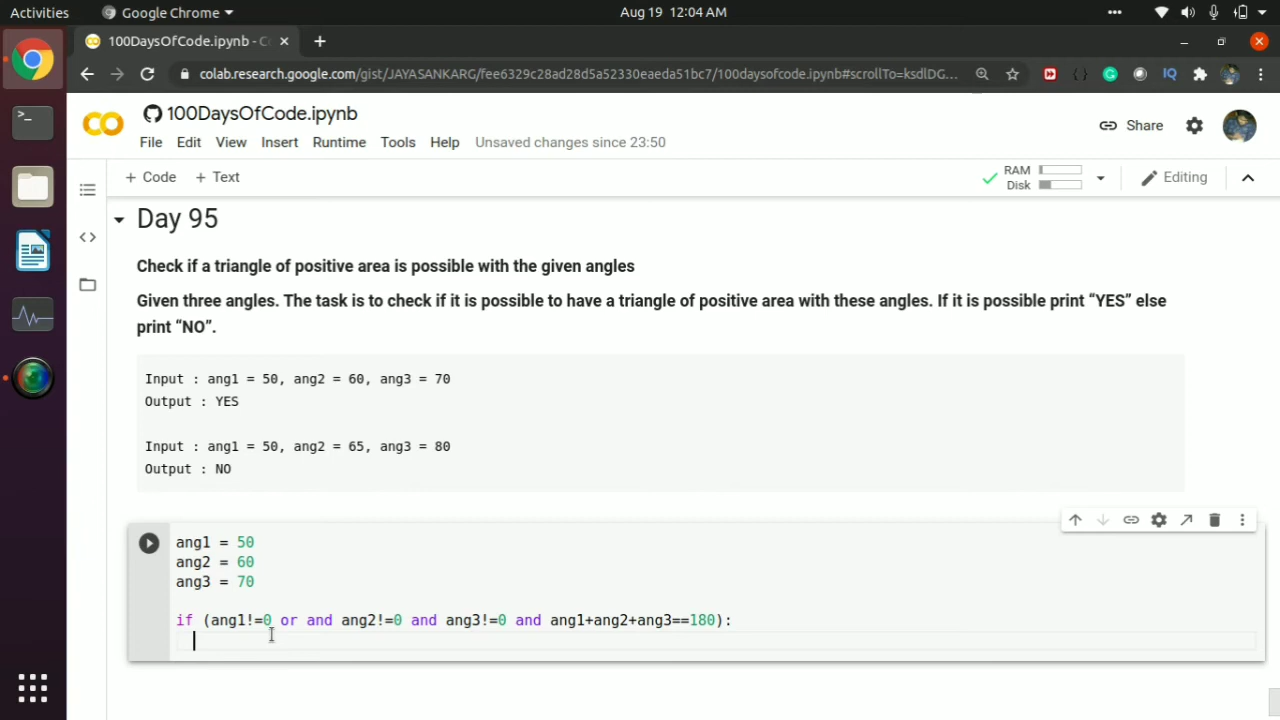 Activities Google Chrome Aug 19 12:04 AM
100DaysOfCode.ipynb - C
colab.research.google.com/gist/JAYASANKARG/fee6329c28ad28d5a52330eaeda51bc7/100daysofcode.ipynb#scrollTo=ksdlDG... IQ
CO 100DaysOfCode.ipynb Share
File Edit View Insert Runtime Tools Help Unsaved changes since 23:50
+ Code + Text RAM Editing
Disk
Day 95
Check if a triangle of positive area is possible with the given angles
Given three angles. The task is to check if it is possible to have a triangle of positive area with these angles. If it is possible print “YES” else
print “NO”.
Input : ang1 = 50, ang2 = 60, ang3 = 70
Output : YES
Input : ang1 = 50, ang2 = 65, ang3 = 80
Output : NO
ang1 = 50
ang2 = 60
ang3 = 70
if (ang1!=0 or and ang2!=0 and ang3!=0 and ang1+ang2+ang3==180):